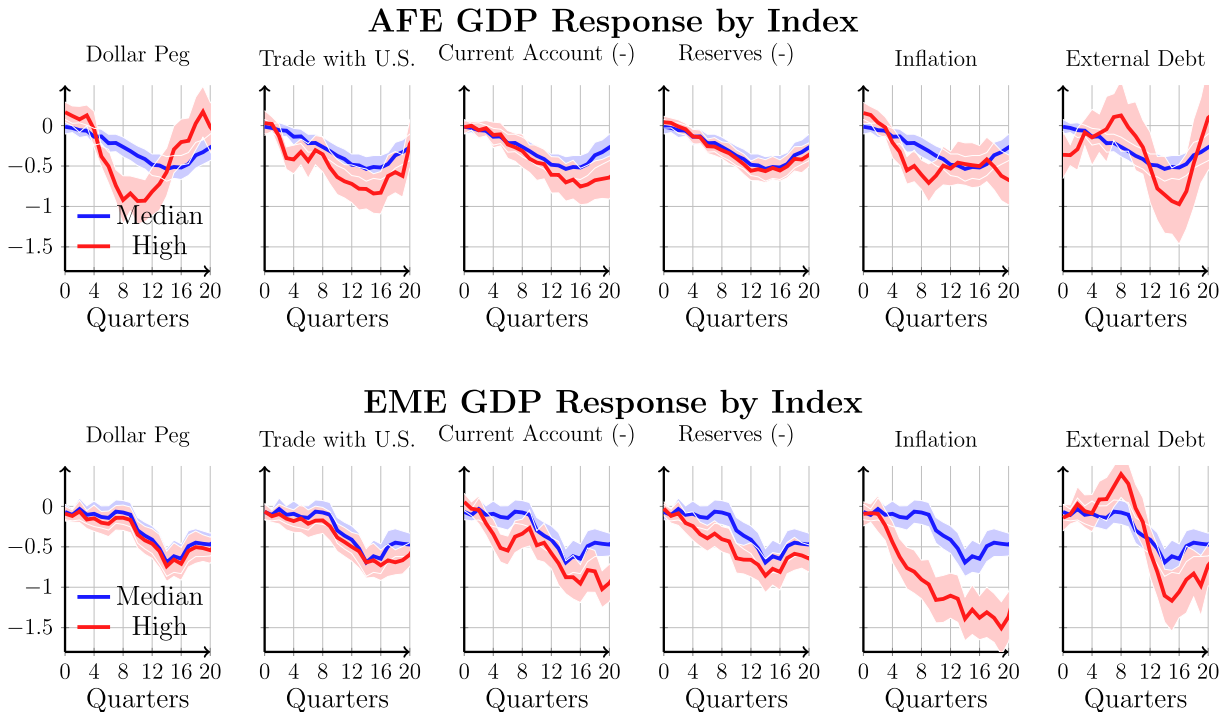 AFE GDP Response by Index
Dollar Peg
Trade with U.S.
Current Account (-)
Reserves (-)
Inflation
External Debt
0
−0.5
−1
−1.5
Median
High
0 4 8 12 16 20
0 4 8 12 16 20
0 4 8 12 16 20
0 4 8 12 16 20
0 4 8 12 16 20
0 4 8 12 16 20
Quarters
Quarters
Quarters
Quarters
Quarters
Quarters
EME GDP Response by Index
Dollar Peg
Trade with U.S.
Current Account (-)
Reserves (-)
Inflation
External Debt
0
−0.5
−1
−1.5
Median
High
0 4 8 12 16 20
0 4 8 12 16 20
0 4 8 12 16 20
0 4 8 12 16 20
0 4 8 12 16 20
0 4 8 12 16 20
Quarters
Quarters
Quarters
Quarters
Quarters
Quarters